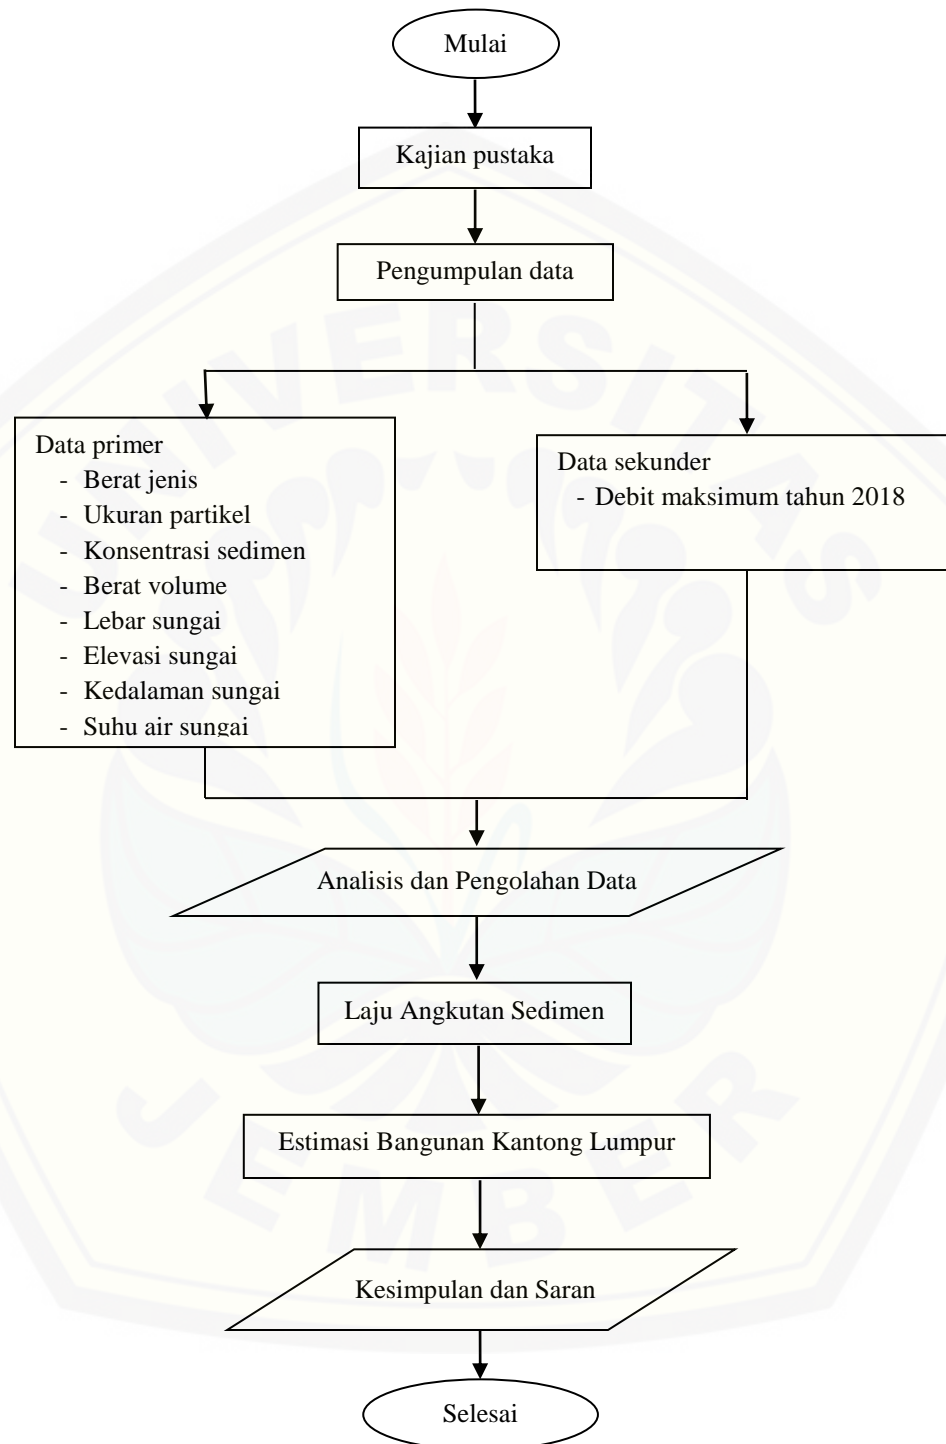 Mulai
Kajian pustaka
Pengumpulan data
Data primer
- Berat jenis
- Ukuran partikel
- Konsentrasi sedimen
- Berat volume
- Lebar sungai
- Elevasi sungai
- Kedalaman sungai
- Suhu air sungai
Data sekunder
- Debit maksimum tahun 2018
Analisis dan Pengolahan Data
Laju Angkutan Sedimen
Estimasi Bangunan Kantong Lumpur
Kesimpulan dan Saran
Selesai
UNIVERSITAS
JEMBER